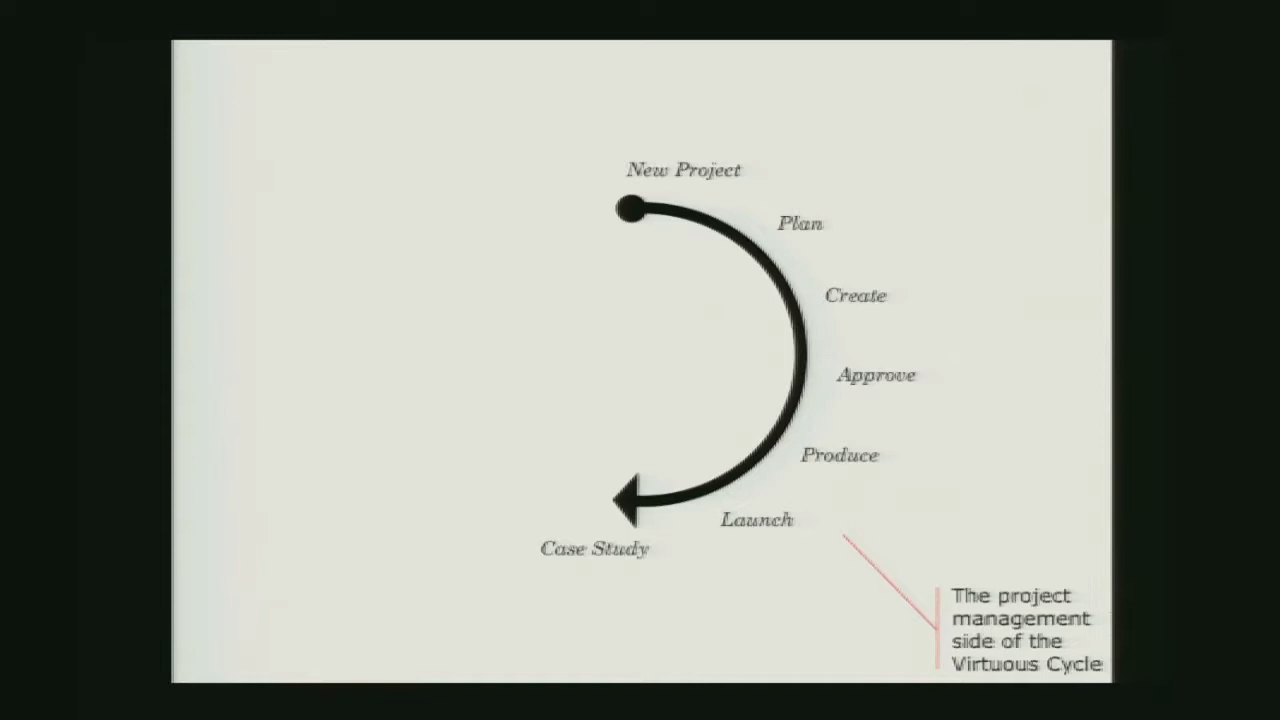 New Project
Plan
Create
Approve
Produce
Launch
Case Study
The project
management
side of the
Virtuous Cycle